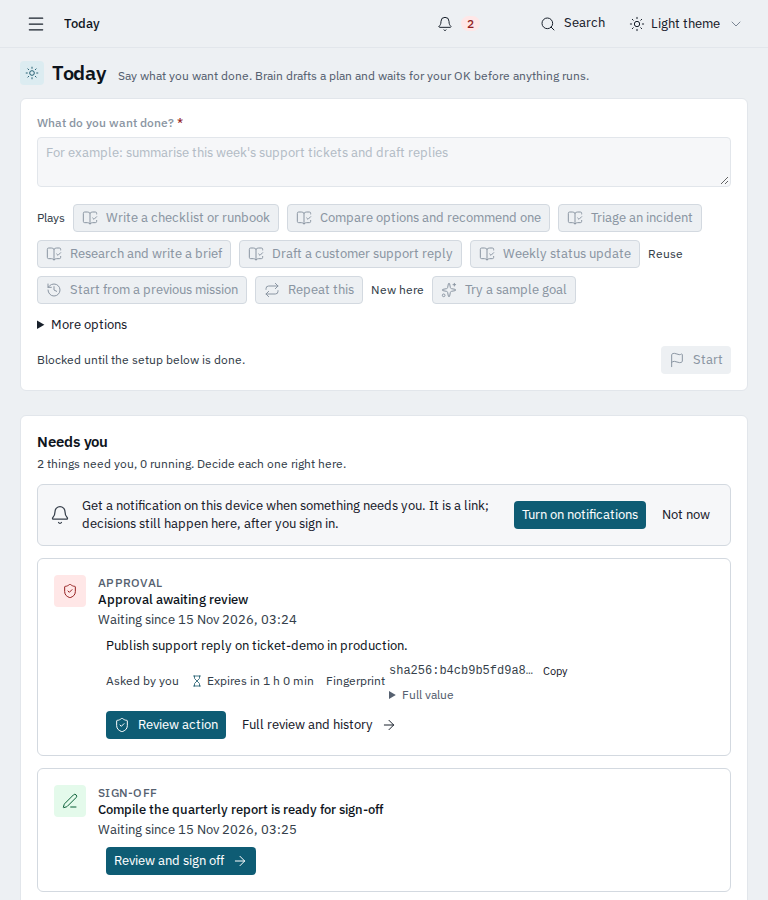 Today
2
Search
Light theme
Today
Say what you want done. Brain drafts a plan and waits for your OK before anything runs.
What do you want done? *
For example: summarise this week's support tickets and draft replies
Plays
Write a checklist or runbook
Compare options and recommend one
Triage an incident
Research and write a brief
Draft a customer support reply
Weekly status update
Reuse
Start from a previous mission
Repeat this
New here
Try a sample goal
More options
Blocked until the setup below is done.
Start
Needs you
2 things need you, 0 running. Decide each one right here.
Get a notification on this device when something needs you. It is a link;
decisions still happen here, after you sign in.
Turn on notifications
Not now
APPROVAL
Approval awaiting review
Waiting since 15 Nov 2026, 03:24
Publish support reply on ticket-demo in production.
Asked by you
Expires in 1 h 0 min
Fingerprint
sha256:b4cb9b5fd9a8…
Copy
Full value
Review action
Full review and history
SIGN-OFF
Compile the quarterly report is ready for sign-off
Waiting since 15 Nov 2026, 03:25
Review and sign off